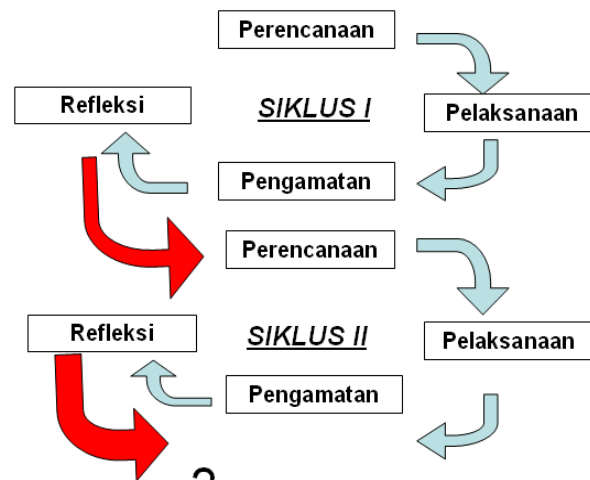 Perencanaan
Refleksi
SIKLUS I
Pelaksanaan
Pengamatan
Perencanaan
Refleksi
SIKLUS II
Pelaksanaan
Pengamatan